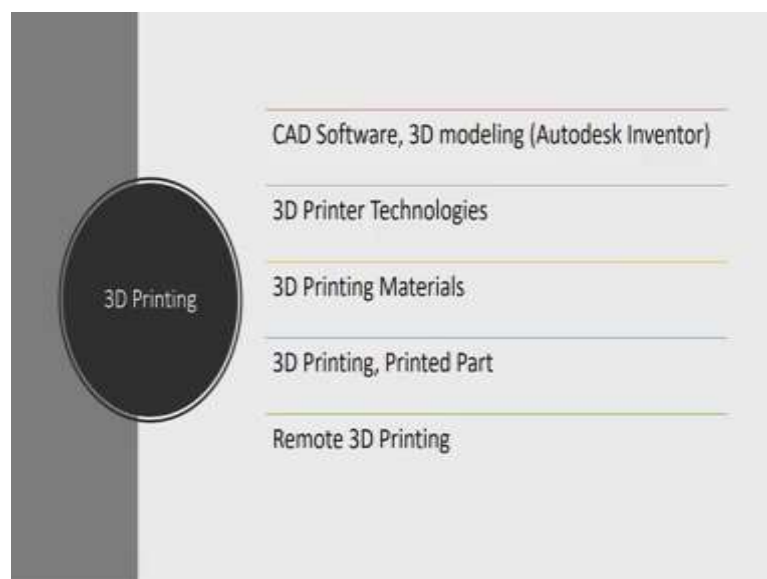 3D Printing
CAD Software, 3D modeling (Autodesk Inventor)
3D Printer Technologies
3D Printing Materials
3D Printing, Printed Part
Remote 3D Printing